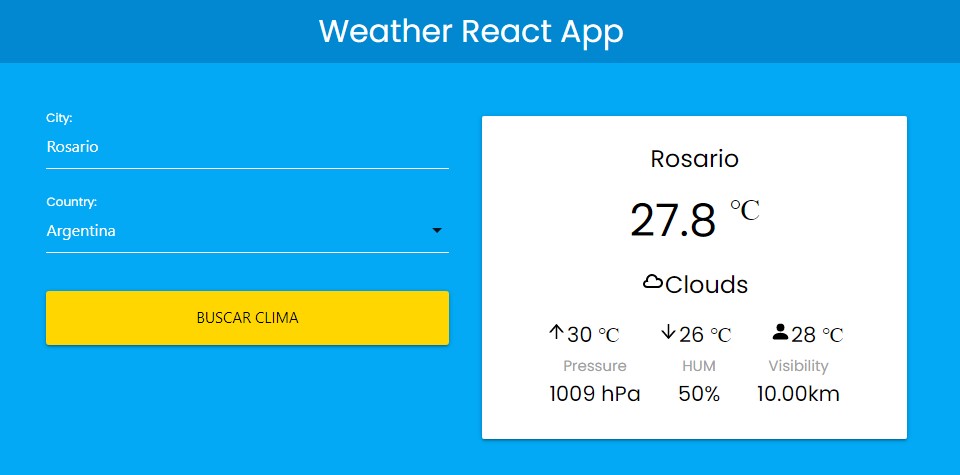 Weather React App
City:
Rosario
Country:
Argentina
BUSCAR CLIMA
Rosario
27.8 °C
Clouds
30 °C 26 °C 28 °C
Pressure HUM Visibility
1009 hPa 50% 10.00km